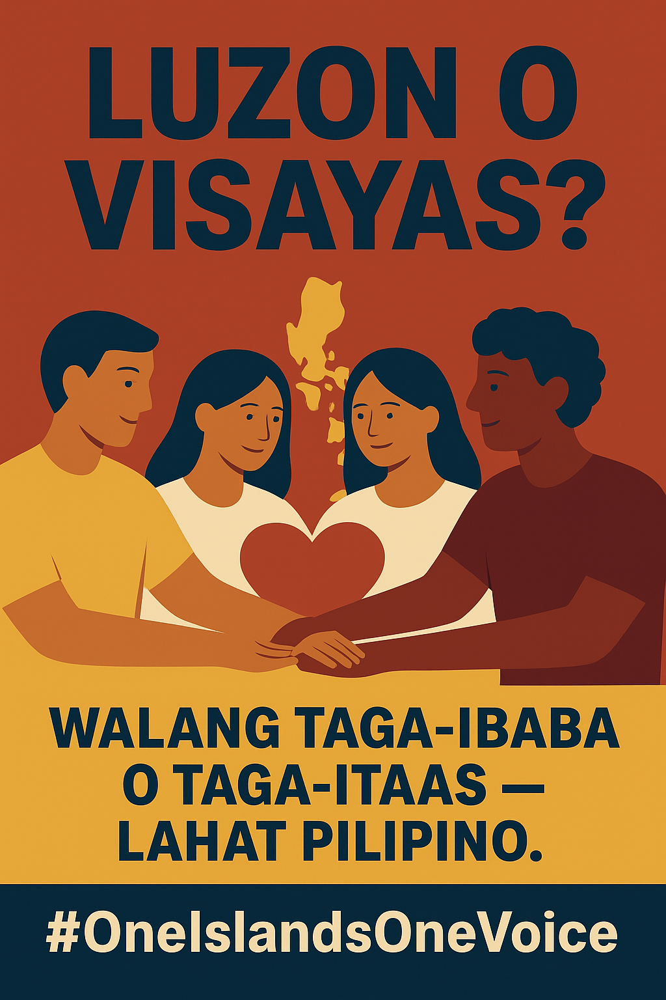 LUZON O
VISAYAS?
WALANG TAGA-IBABA
O TAGA-ITAAS —
LAHAT PILIPINO.
#OneIslandsOneVoice